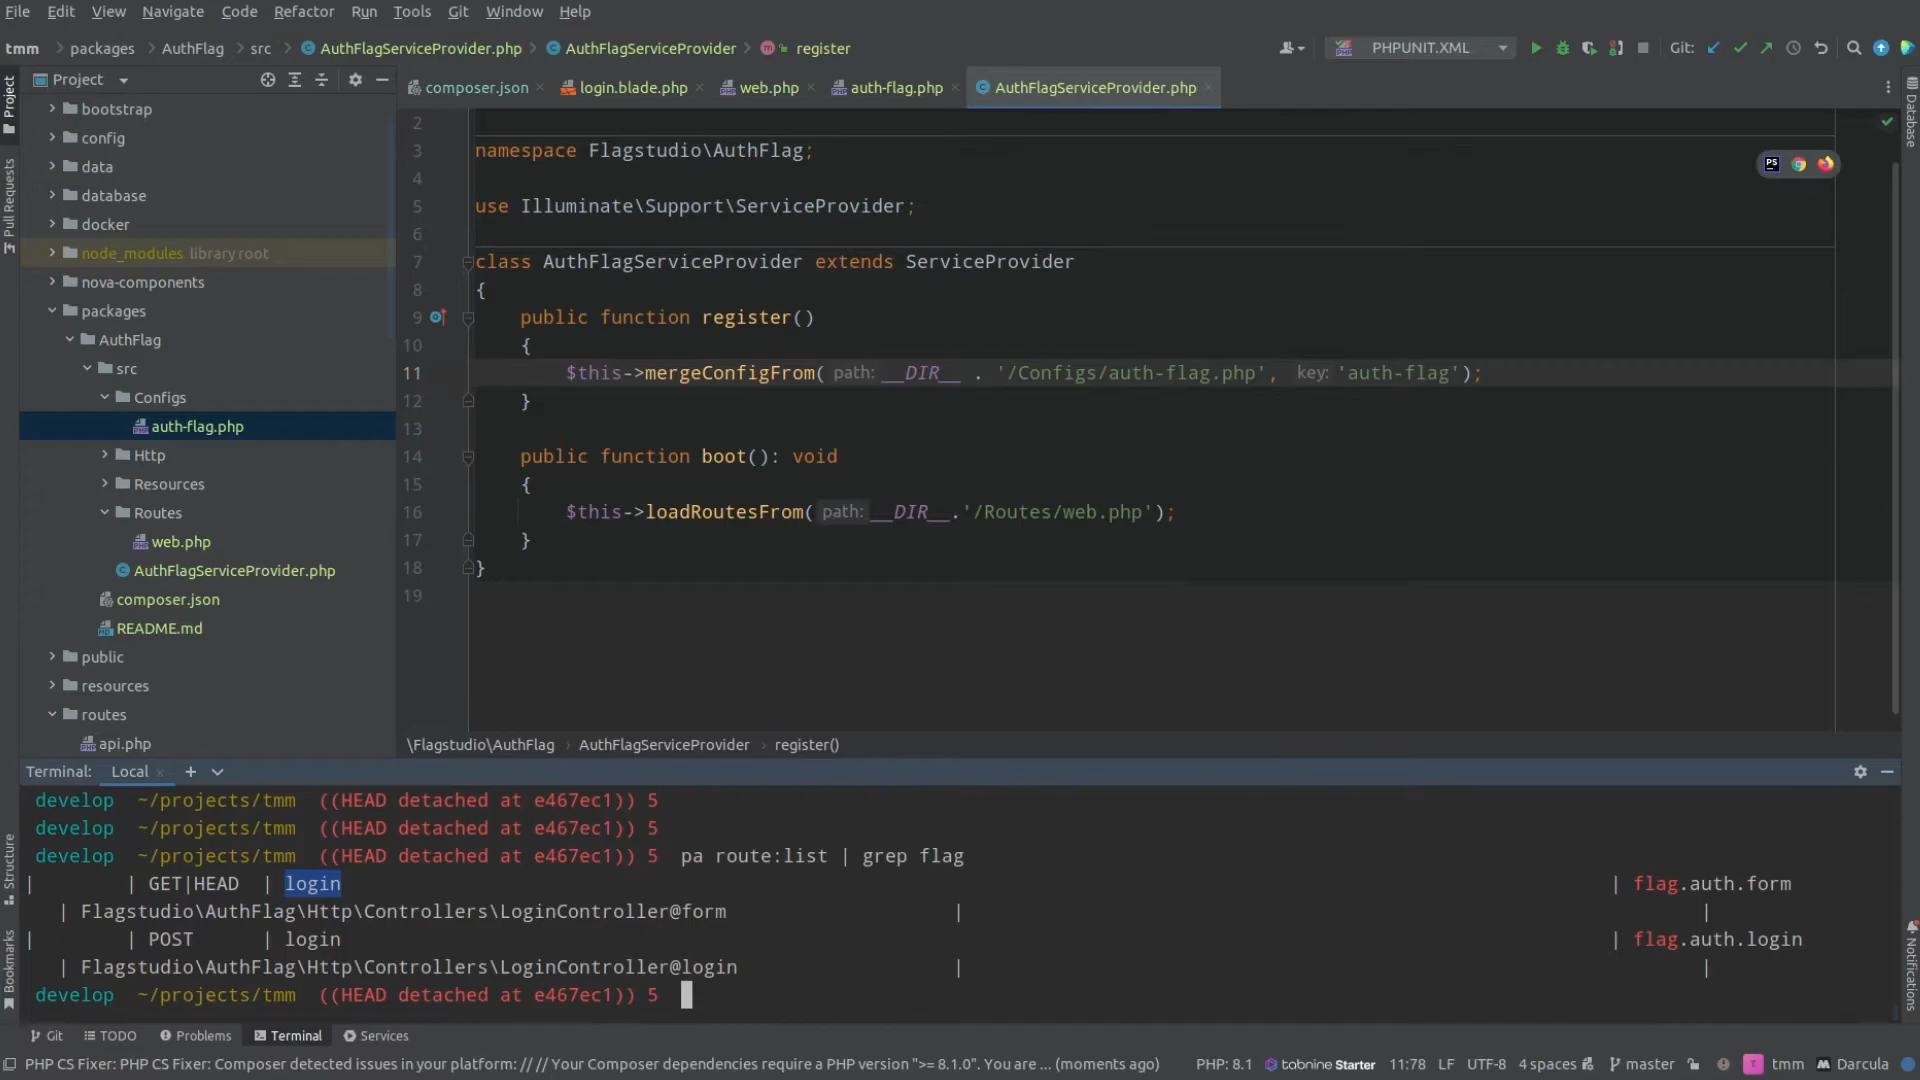 File Edit View Navigate Code Refactor Run Tools Git Window Help
tmm packages AuthFlag src AuthFlagServiceProvider.php AuthFlagServiceProvider register PHPUNIT.XML Git:
Project composer.json login.blade.php web.php auth-flag.php AuthFlagServiceProvider.php
Project
Pull Requests
Structure
Bookmarks
Database
Notifications
bootstrap
config
data
database
docker
node_modules library root
nova-components
packages
AuthFlag
src
Configs
auth-flag.php
Http
Resources
Routes
web.php
AuthFlagServiceProvider.php
composer.json
README.md
public
resources
routes
api.php
2
3 namespace Flagstudio\AuthFlag;
4
5 use Illuminate\Support\ServiceProvider;
6
7 class AuthFlagServiceProvider extends ServiceProvider
8 {
9 public function register()
10 {
11 $this->mergeConfigFrom( path: __DIR__ . '/Configs/auth-flag.php', key: 'auth-flag');
12 }
13
14 public function boot(): void
15 {
16 $this->loadRoutesFrom( path: __DIR__.'/Routes/web.php');
17 }
18 }
19
PS
\Flagstudio\AuthFlag AuthFlagServiceProvider register()
Terminal: Local
develop ~/projects/tmm ((HEAD detached at e467ec1)) 5
develop ~/projects/tmm ((HEAD detached at e467ec1)) 5
develop ~/projects/tmm ((HEAD detached at e467ec1)) 5 pa route:list | grep flag
| | GET|HEAD | login | flag.auth.form
| Flagstudio\AuthFlag\Http\Controllers\LoginController@form | |
| | POST | login | flag.auth.login
| Flagstudio\AuthFlag\Http\Controllers\LoginController@login | |
develop ~/projects/tmm ((HEAD detached at e467ec1)) 5
Git TODO Problems Terminal Services
PHP CS Fixer: PHP CS Fixer: Composer detected issues in your platform: // // Your Composer dependencies require a PHP version ">= 8.1.0". You are ... (moments ago) PHP: 8.1 tabnine Starter 11:78 LF UTF-8 4 spaces master T tmm Darcula